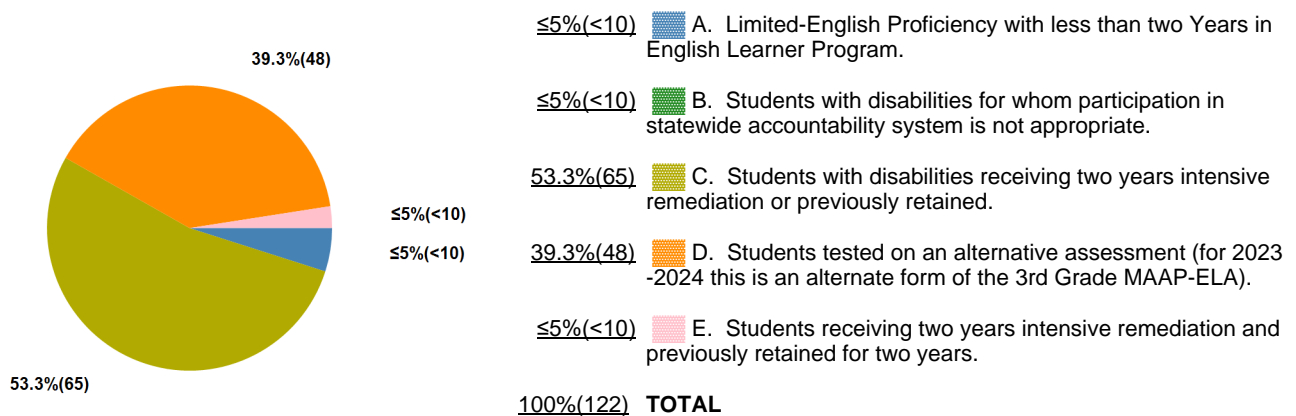 39.3%(48)
≤5%(<10)
≤5%(<10)
53.3%(65)
≤5%(<10) A. Limited-English Proficiency with less than two Years in
English Learner Program.
≤5%(<10) B. Students with disabilities for whom participation in
statewide accountability system is not appropriate.
53.3%(65) C. Students with disabilities receiving two years intensive
remediation or previously retained.
39.3%(48) D. Students tested on an alternative assessment (for 2023
-2024 this is an alternate form of the 3rd Grade MAAP-ELA).
≤5%(<10) E. Students receiving two years intensive remediation and
previously retained for two years.
100%(122) TOTAL